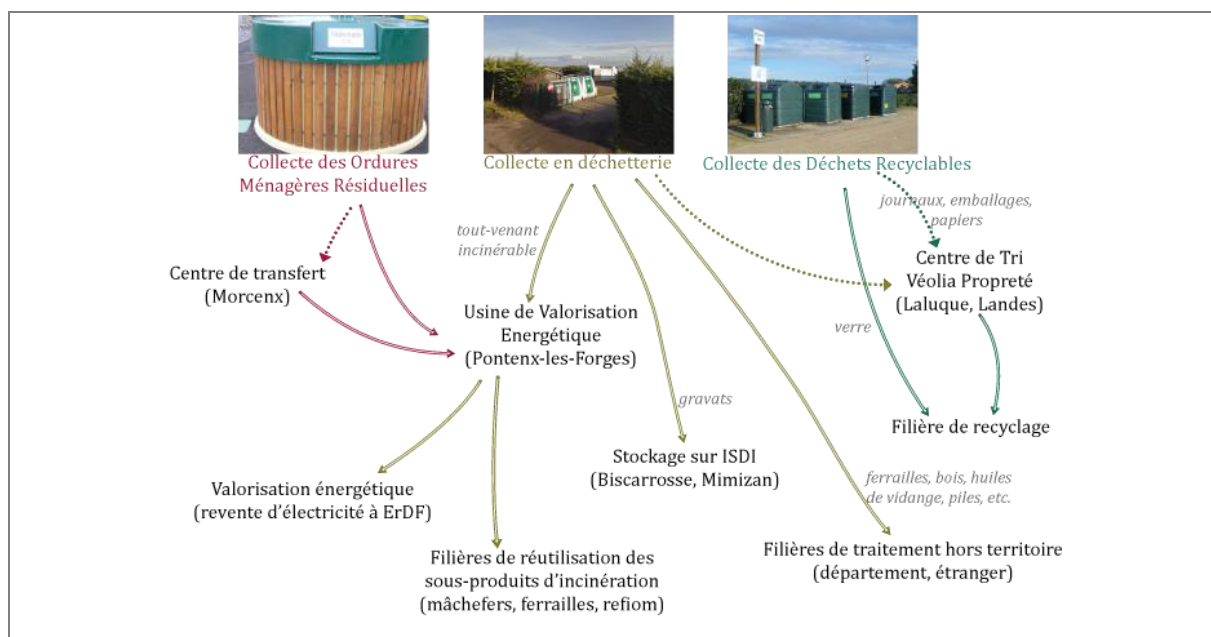 Collecte des Ordures
Ménagères Résiduelles
Collecte en déchetterie
Collecte des Déchets Recyclables
tout-venant
incinérable
journaux, emballages,
papiers
Centre de transfert
(Morcenx)
Centre de Tri
Véolia Propreté
(Laluque, Landes)
Usine de Valorisation
Energétique
(Pontenx-les-Forges)
verre
gravats
Filière de recyclage
Stockage sur ISDI
(Biscarrosse, Mimizan)
Valorisation énergétique
(revente d'électricité à ErDF)
ferrailles, bois, huiles
de vidange, piles, etc.
Filières de réutilisation des
sous-produits d'incinération
(mâchefers, ferrailles, refiom)
Filières de traitement hors territoire
(département, étranger)